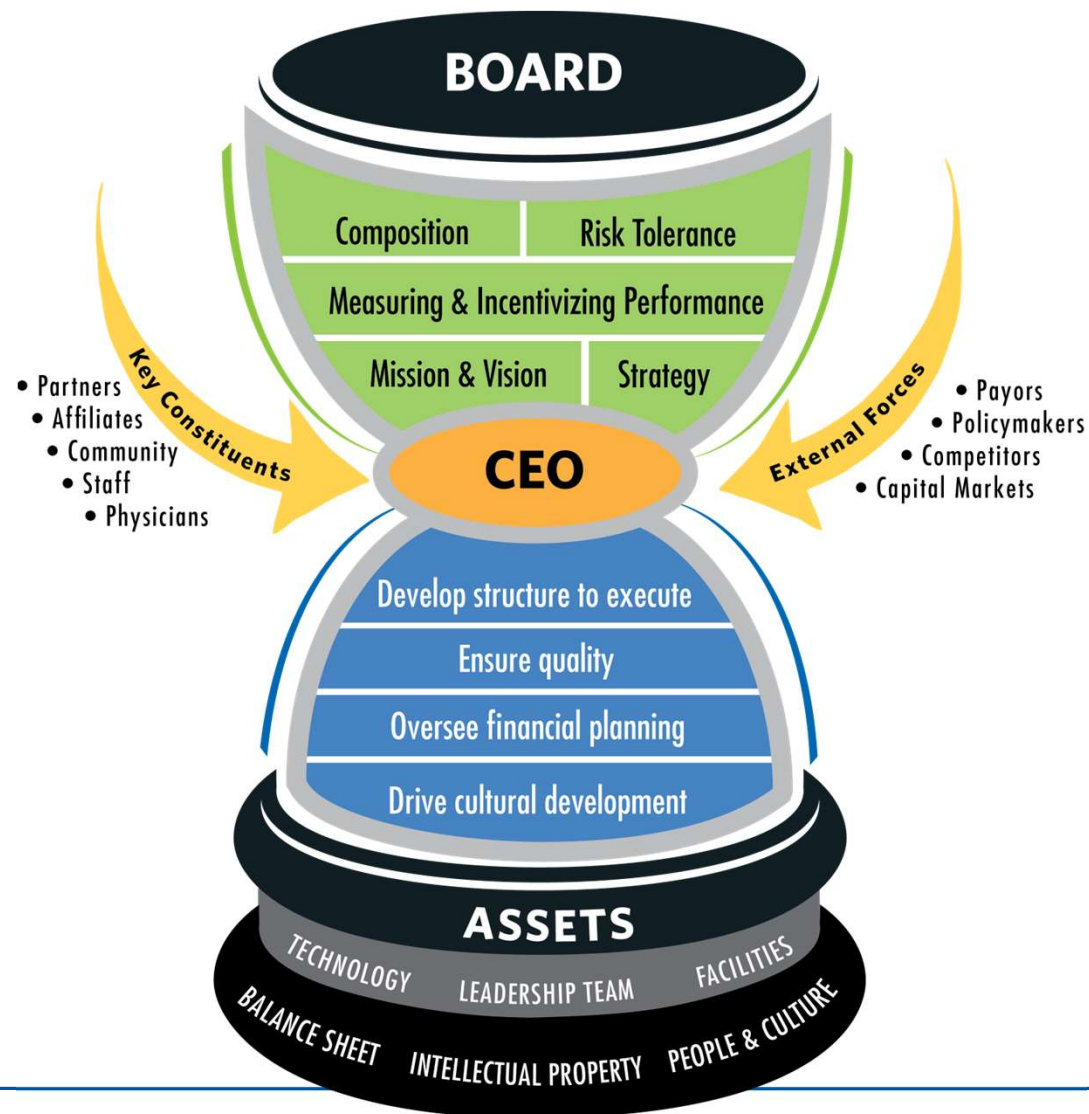 BOARD
Composition
Risk Tolerance
Measuring & Incentivizing Performance
Mission & Vision
Strategy
Key Constituents
• Partners
• Affiliates
• Community
• Staff
• Physicians
External Forces
• Payors
• Policymakers
• Competitors
• Capital Markets
CEO
Develop structure to execute
Ensure quality
Oversee financial planning
Drive cultural development
ASSETS
TECHNOLOGY
LEADERSHIP TEAM
FACILITIES
BALANCE SHEET
INTELLECTUAL PROPERTY
PEOPLE & CULTURE